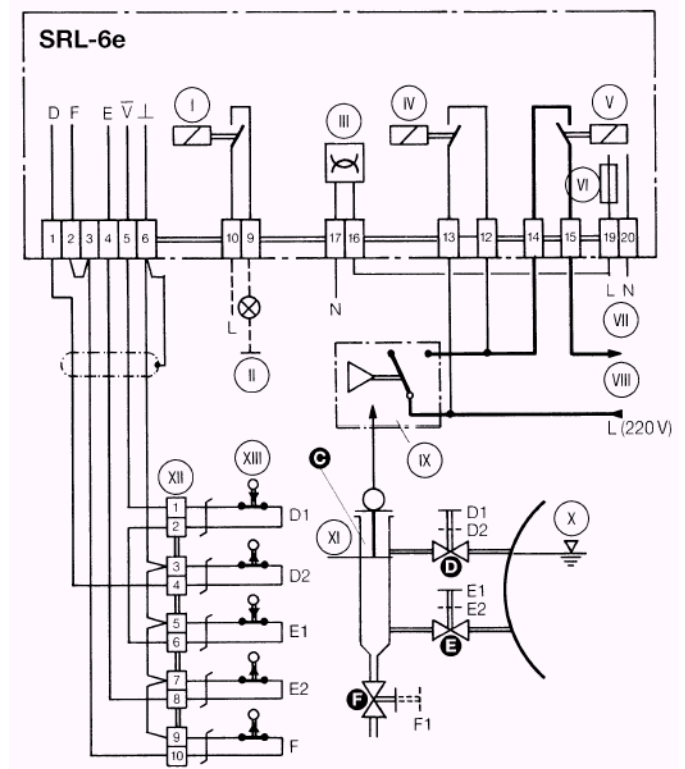 SRL-6e
I
III
IV
V
D F E V̅ ⊥
VI
1 2 3 4 5 6 10 9 17 16 13 12 14 15 19 20
L
N
L N
II
VII
VIII
L (220 V)
IX
XII
XIII
C
1
2
D1
3
4
D2
5
6
E1
7
8
E2
9
10
F
XI
X
D1
D2
D
E1
E2
E
F
F1